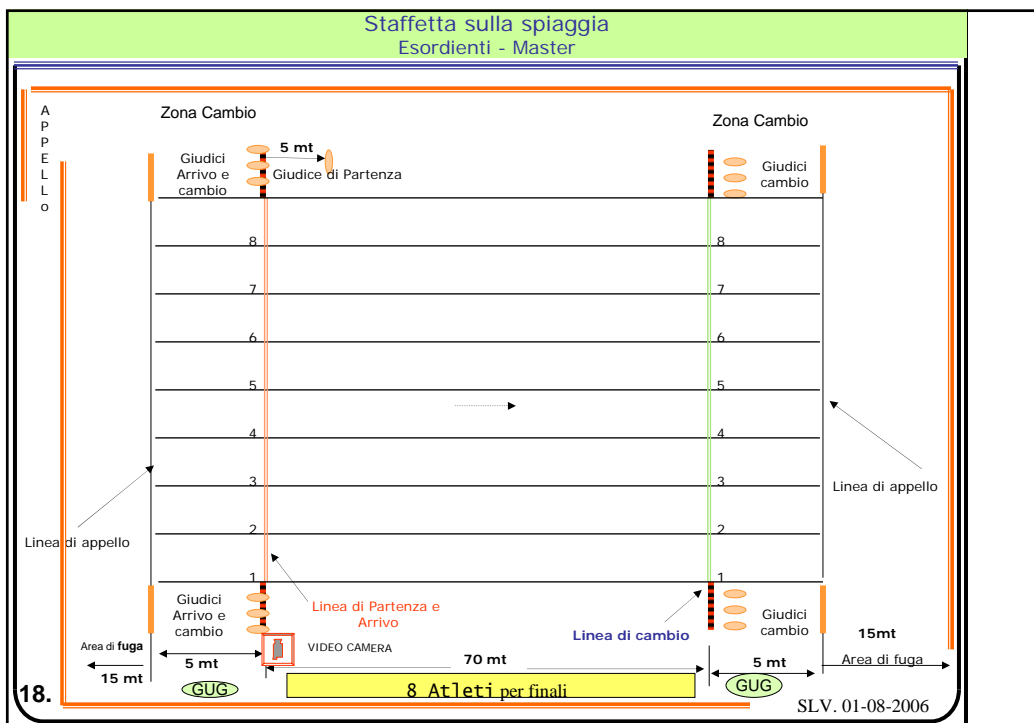 Staffetta sulla spiaggia
Esordienti - Master
A
P
P
E
L
L
o
Zona Cambio
Zona Cambio
5 mt
Giudici
Arrivo e
cambio
Giudice di Partenza
Giudici
cambio
8
8
7
7
6
6
5
5
4
4
3
3
2
2
1
1
Linea di appello
Linea di appello
Giudici
Arrivo e
cambio
Linea di Partenza e
Arrivo
Linea di cambio
Giudici
cambio
VIDEO CAMERA
Area di fuga
15 mt
5 mt
70 mt
5 mt
15mt
Area di fuga
GUG
GUG
8 Atleti per finali
18.
SLV. 01-08-2006